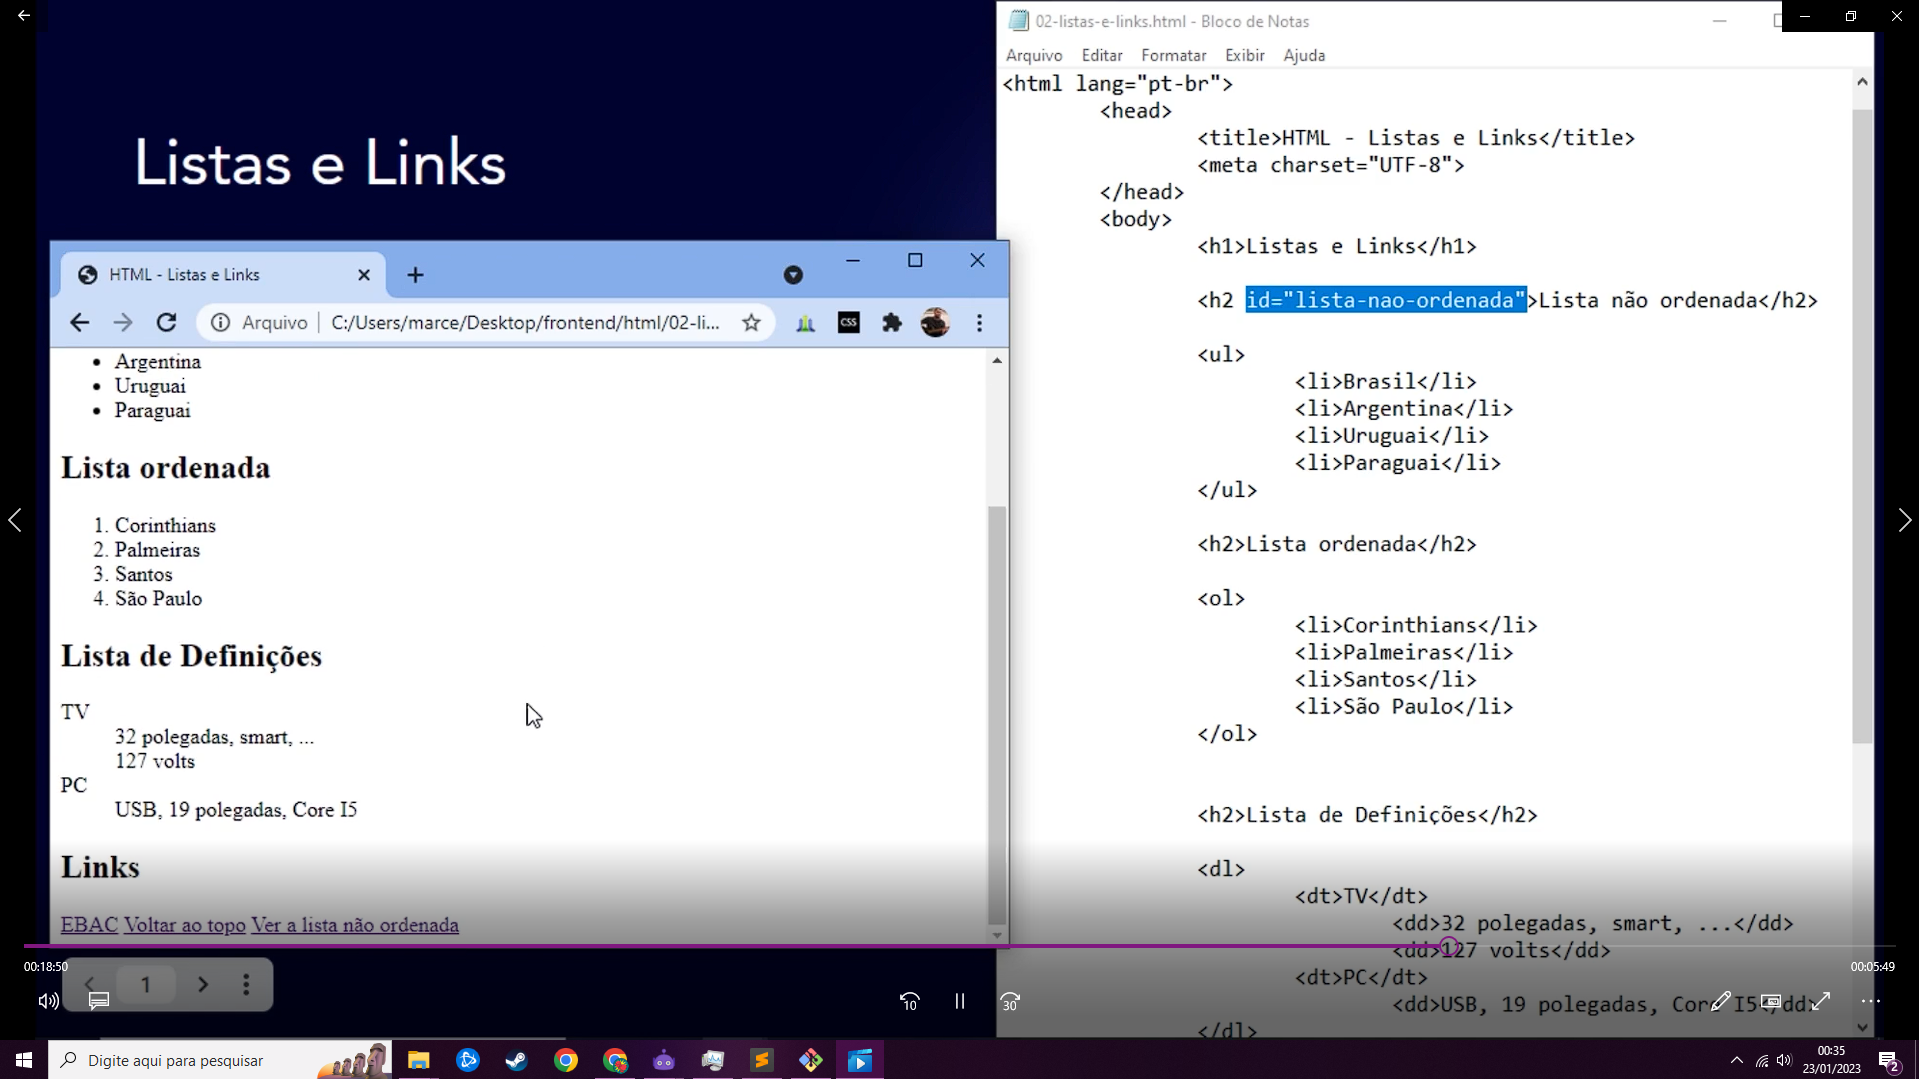 Listas e Links
HTML - Listas e Links
Arquivo
C:/Users/marce/Desktop/frontend/html/02-li...
CSS
Argentina
Uruguai
Paraguai
Lista ordenada
1. Corinthians
2. Palmeiras
3. Santos
4. São Paulo
Lista de Definições
TV
32 polegadas, smart, ...
127 volts
PC
USB, 19 polegadas, Core I5
Links
EBAC Voltar ao topo Ver a lista não ordenada
02-listas-e-links.html - Bloco de Notas
Arquivo Editar Formatar Exibir Ajuda
<html lang="pt-br">
<head>
<title>HTML - Listas e Links</title>
<meta charset="UTF-8">
</head>
<body>
<h1>Listas e Links</h1>
<h2 id="lista-nao-ordenada">Lista não ordenada</h2>
<ul>
<li>Brasil</li>
<li>Argentina</li>
<li>Uruguai</li>
<li>Paraguai</li>
</ul>
<h2>Lista ordenada</h2>
<ol>
<li>Corinthians</li>
<li>Palmeiras</li>
<li>Santos</li>
<li>São Paulo</li>
</ol>
<h2>Lista de Definições</h2>
<dl>
<dt>TV</dt>
<dd>32 polegadas, smart, ...</dd>
<dd>127 volts</dd>
<dt>PC</dt>
<dd>USB, 19 polegadas, Core I5</dd>
</dl>
00:18:50
00:05:49
1
10
30
Digite aqui para pesquisar
00:35
23/01/2023
2